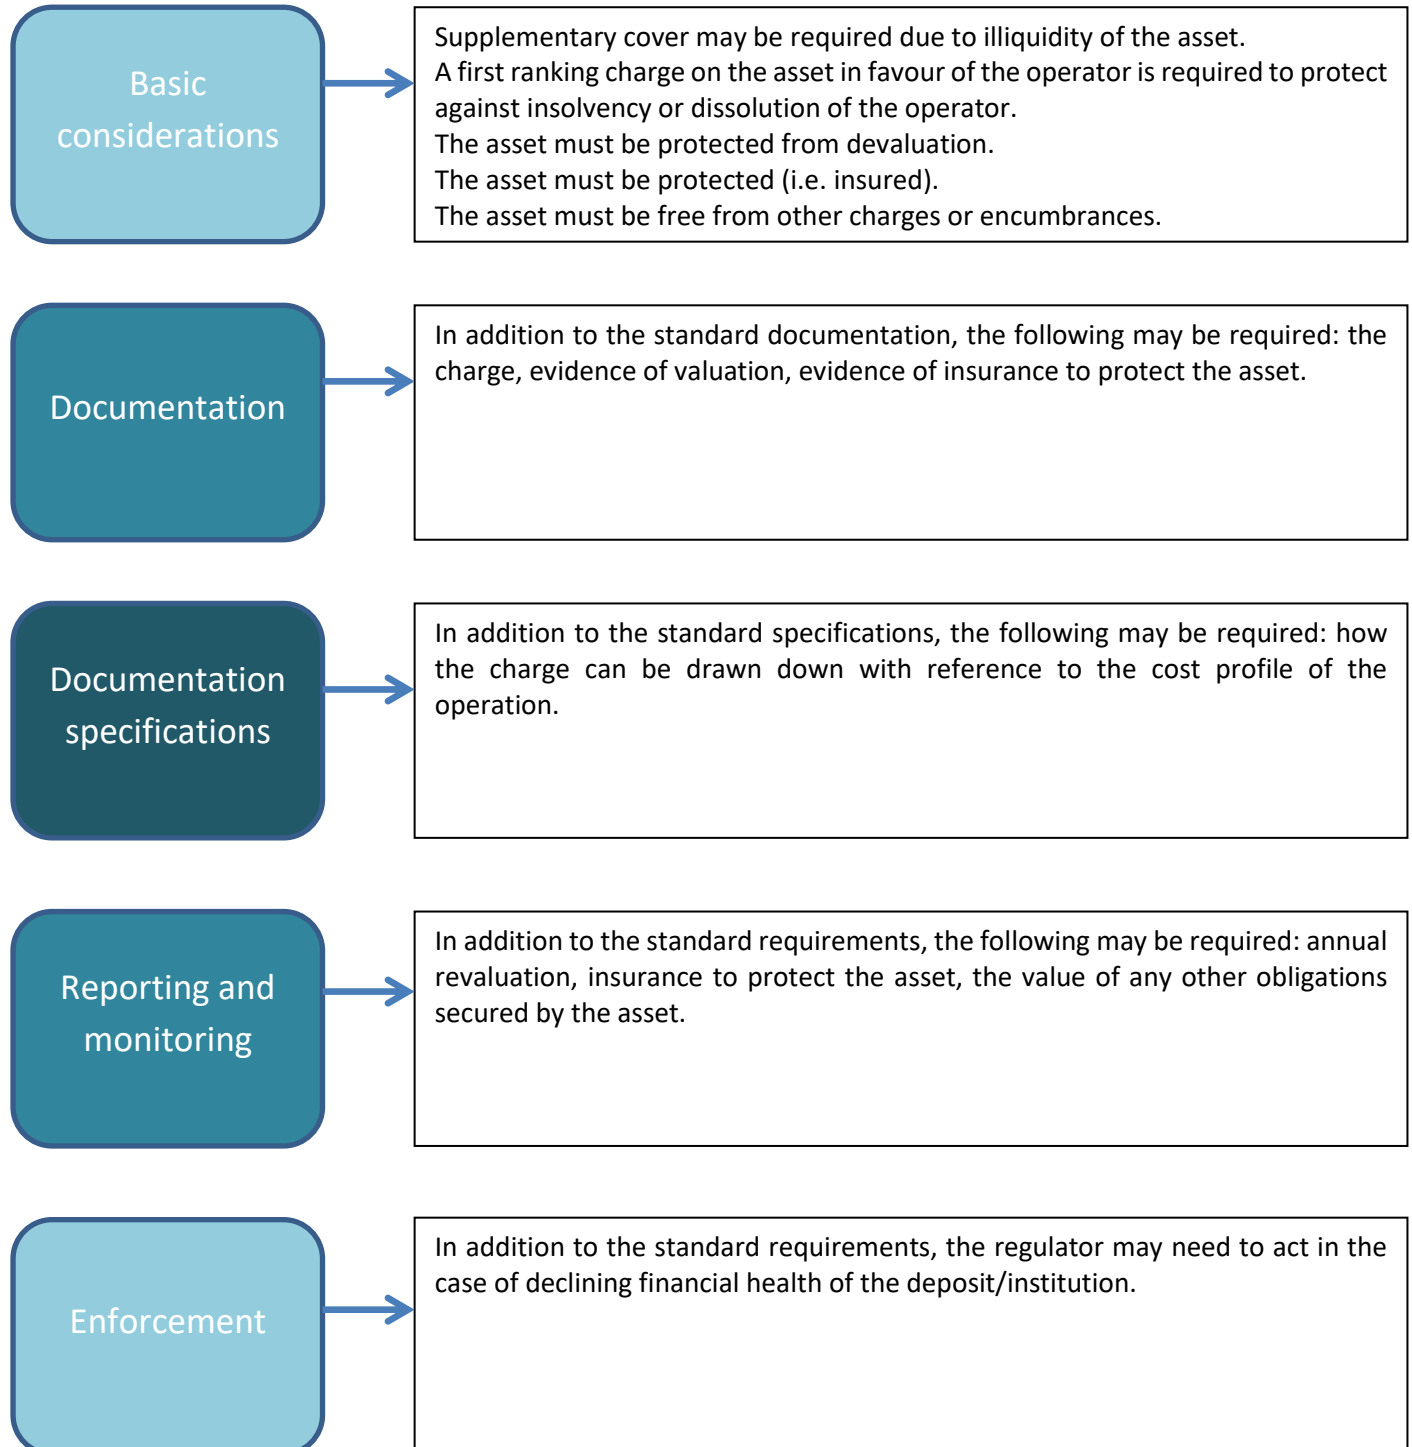 Basic
considerations
Supplementary cover may be required due to illiquidity of the asset.
A first ranking charge on the asset in favour of the operator is required to protect
against insolvency or dissolution of the operator.
The asset must be protected from devaluation.
The asset must be protected (i.e. insured).
The asset must be free from other charges or encumbrances.
Documentation
In addition to the standard documentation, the following may be required: the
charge, evidence of valuation, evidence of insurance to protect the asset.
Documentation
specifications
In addition to the standard specifications, the following may be required: how
the charge can be drawn down with reference to the cost profile of the
operation.
Reporting and
monitoring
In addition to the standard requirements, the following may be required: annual
revaluation, insurance to protect the asset, the value of any other obligations
secured by the asset.
Enforcement
In addition to the standard requirements, the regulator may need to act in the
case of declining financial health of the deposit/institution.